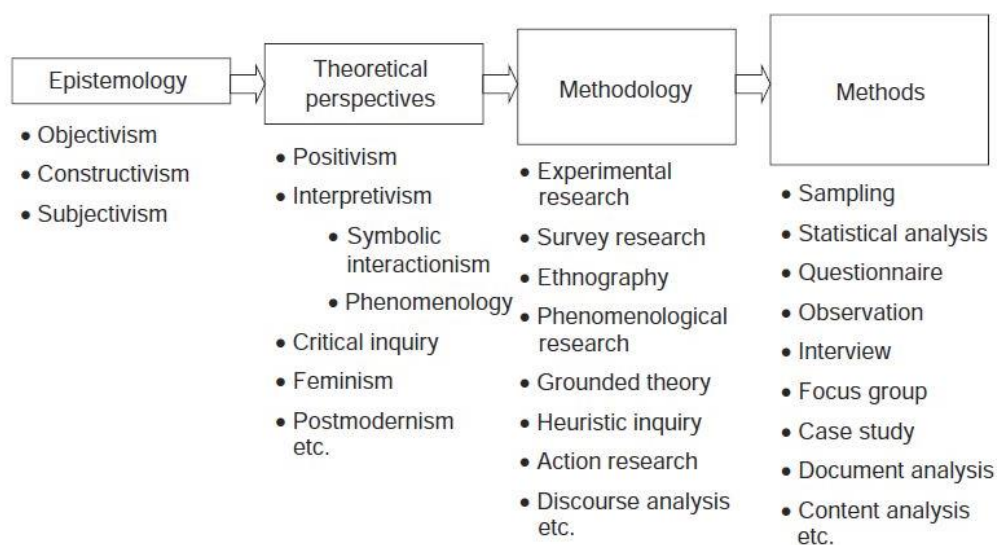 Epistemology
• Objectivism
• Constructivism
• Subjectivism
Theoretical
perspectives
• Positivism
• Interpretivism
• Symbolic
interactionism
• Phenomenology
• Critical inquiry
• Feminism
• Postmodernism
etc.
Methodology
• Experimental
research
• Survey research
• Ethnography
• Phenomenological
research
• Grounded theory
• Heuristic inquiry
• Action research
• Discourse analysis
etc.
Methods
• Sampling
• Statistical analysis
• Questionnaire
• Observation
• Interview
• Focus group
• Case study
• Document analysis
• Content analysis
etc.